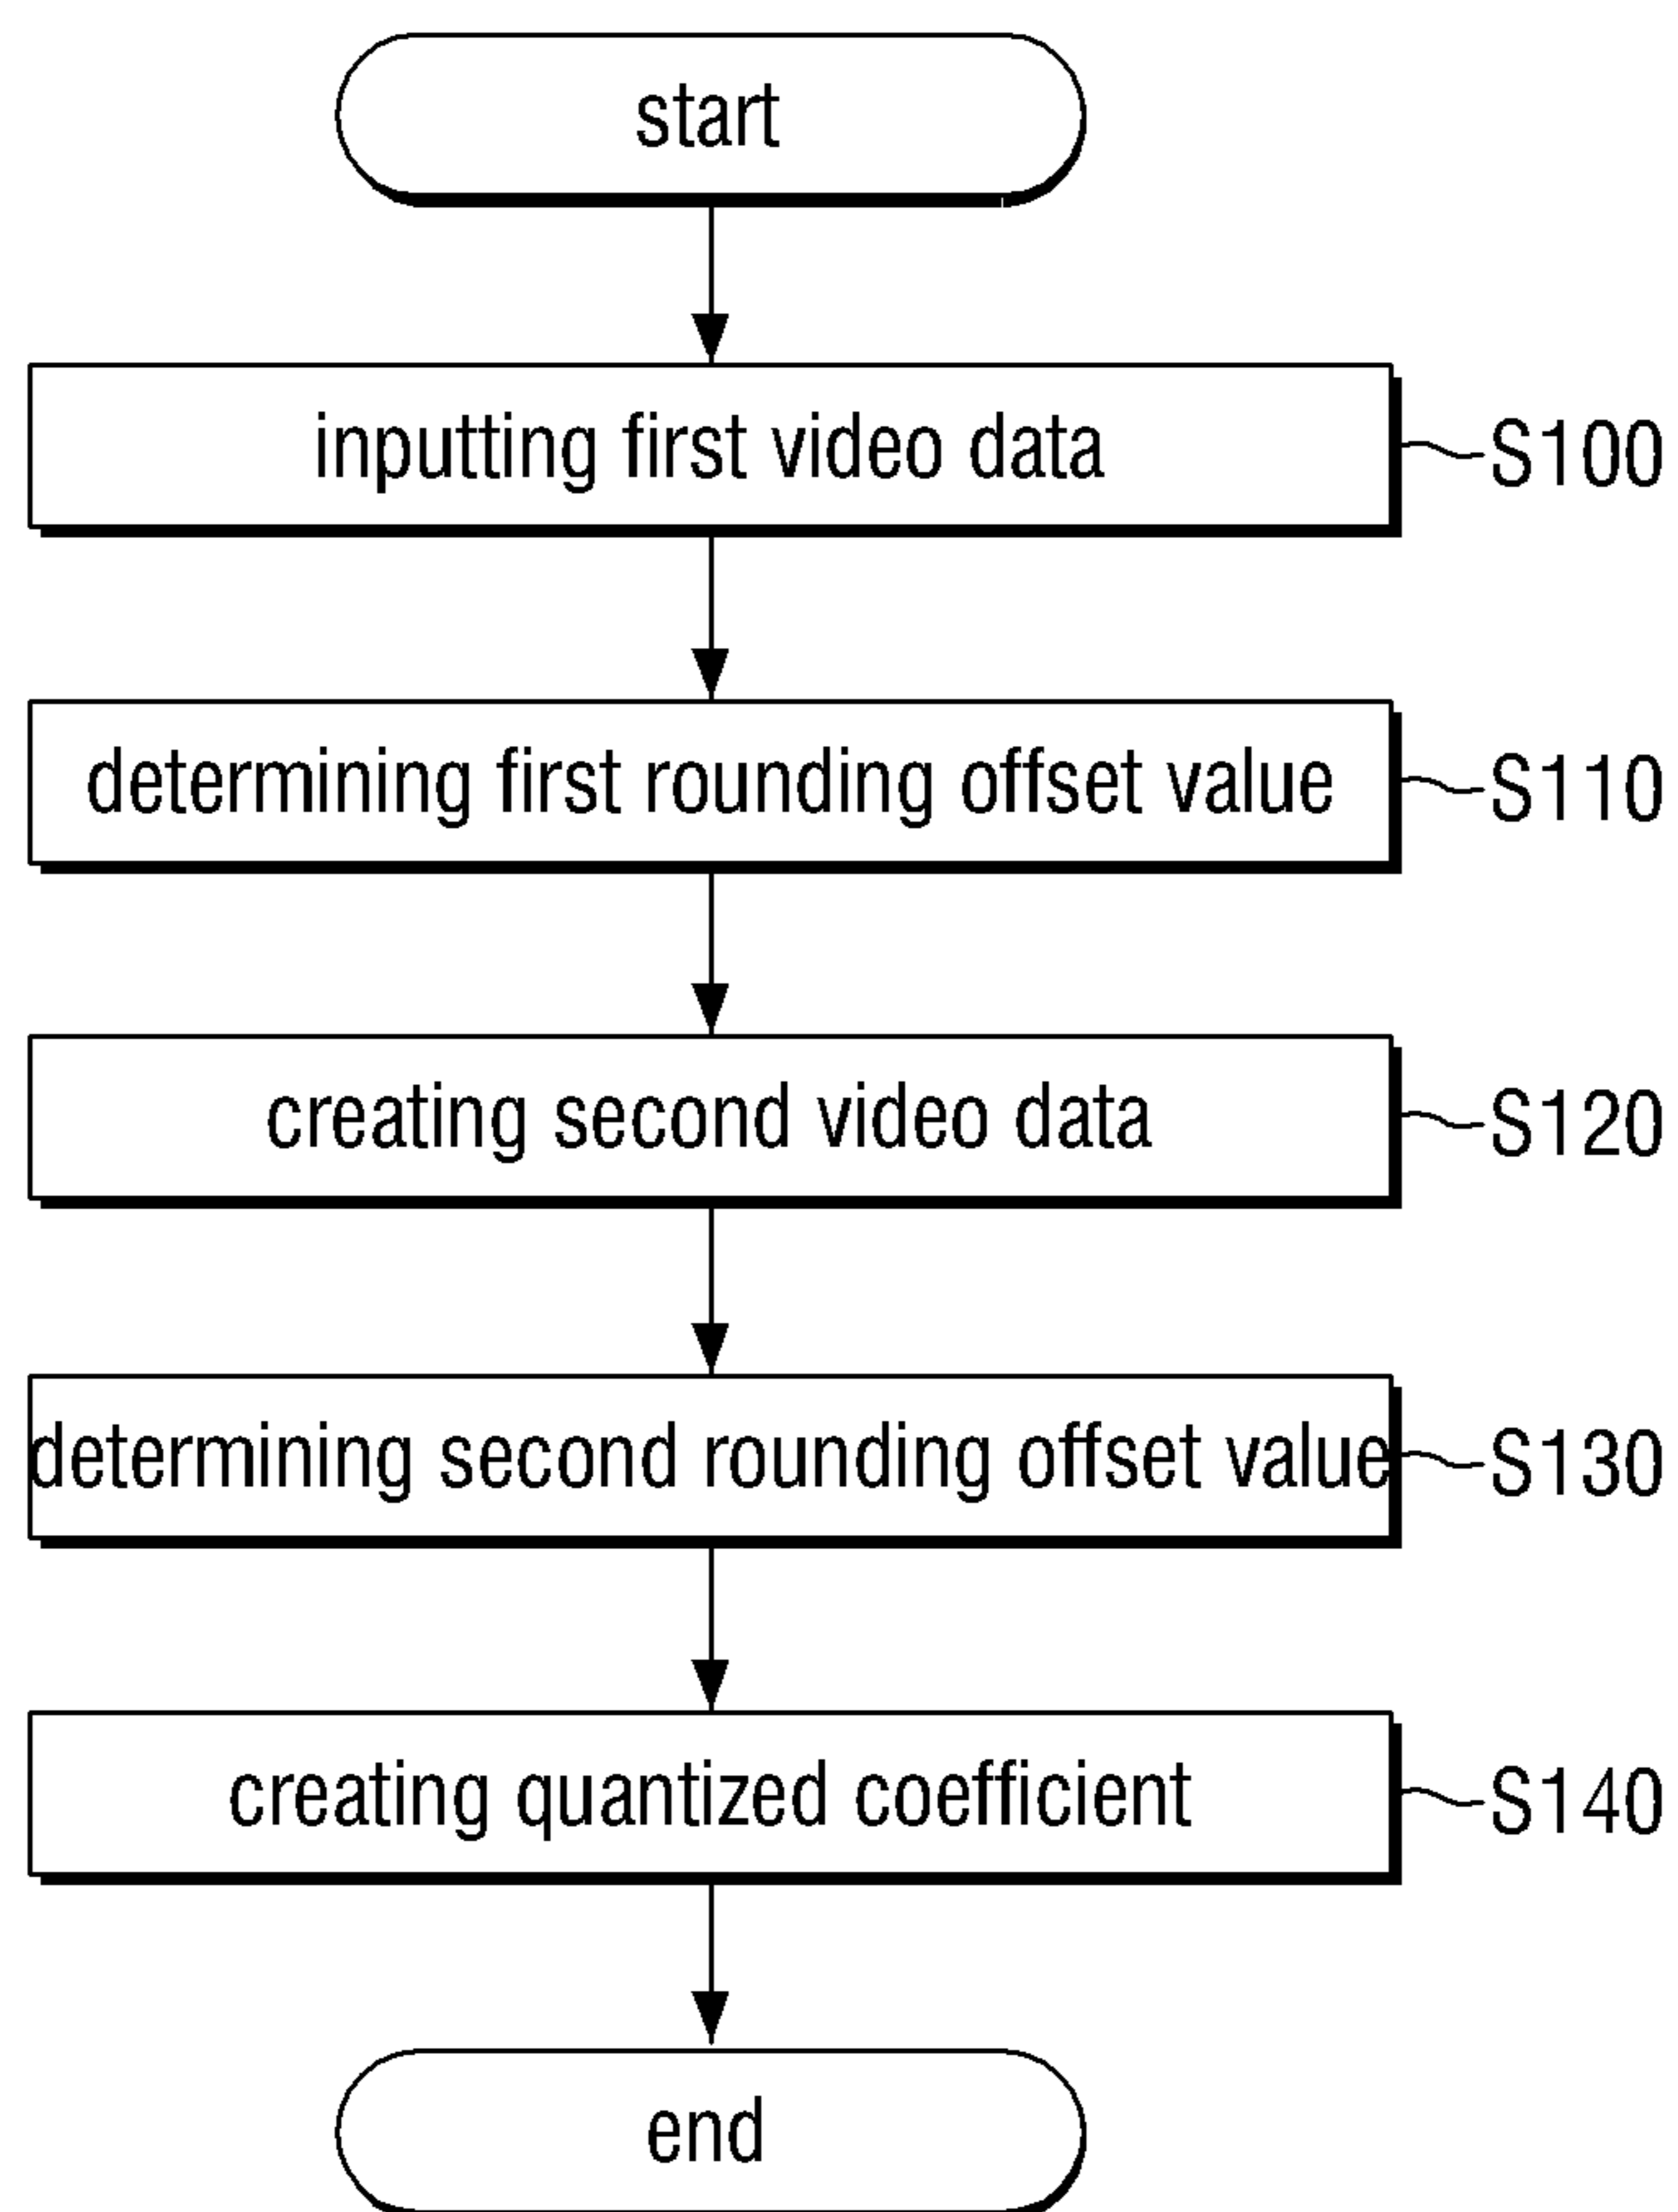 start
inputting first video data
S100
determining first rounding offset value
S110
creating second video data
S120
determining second rounding offset value
S130
creating quantized coefficient
S140
end